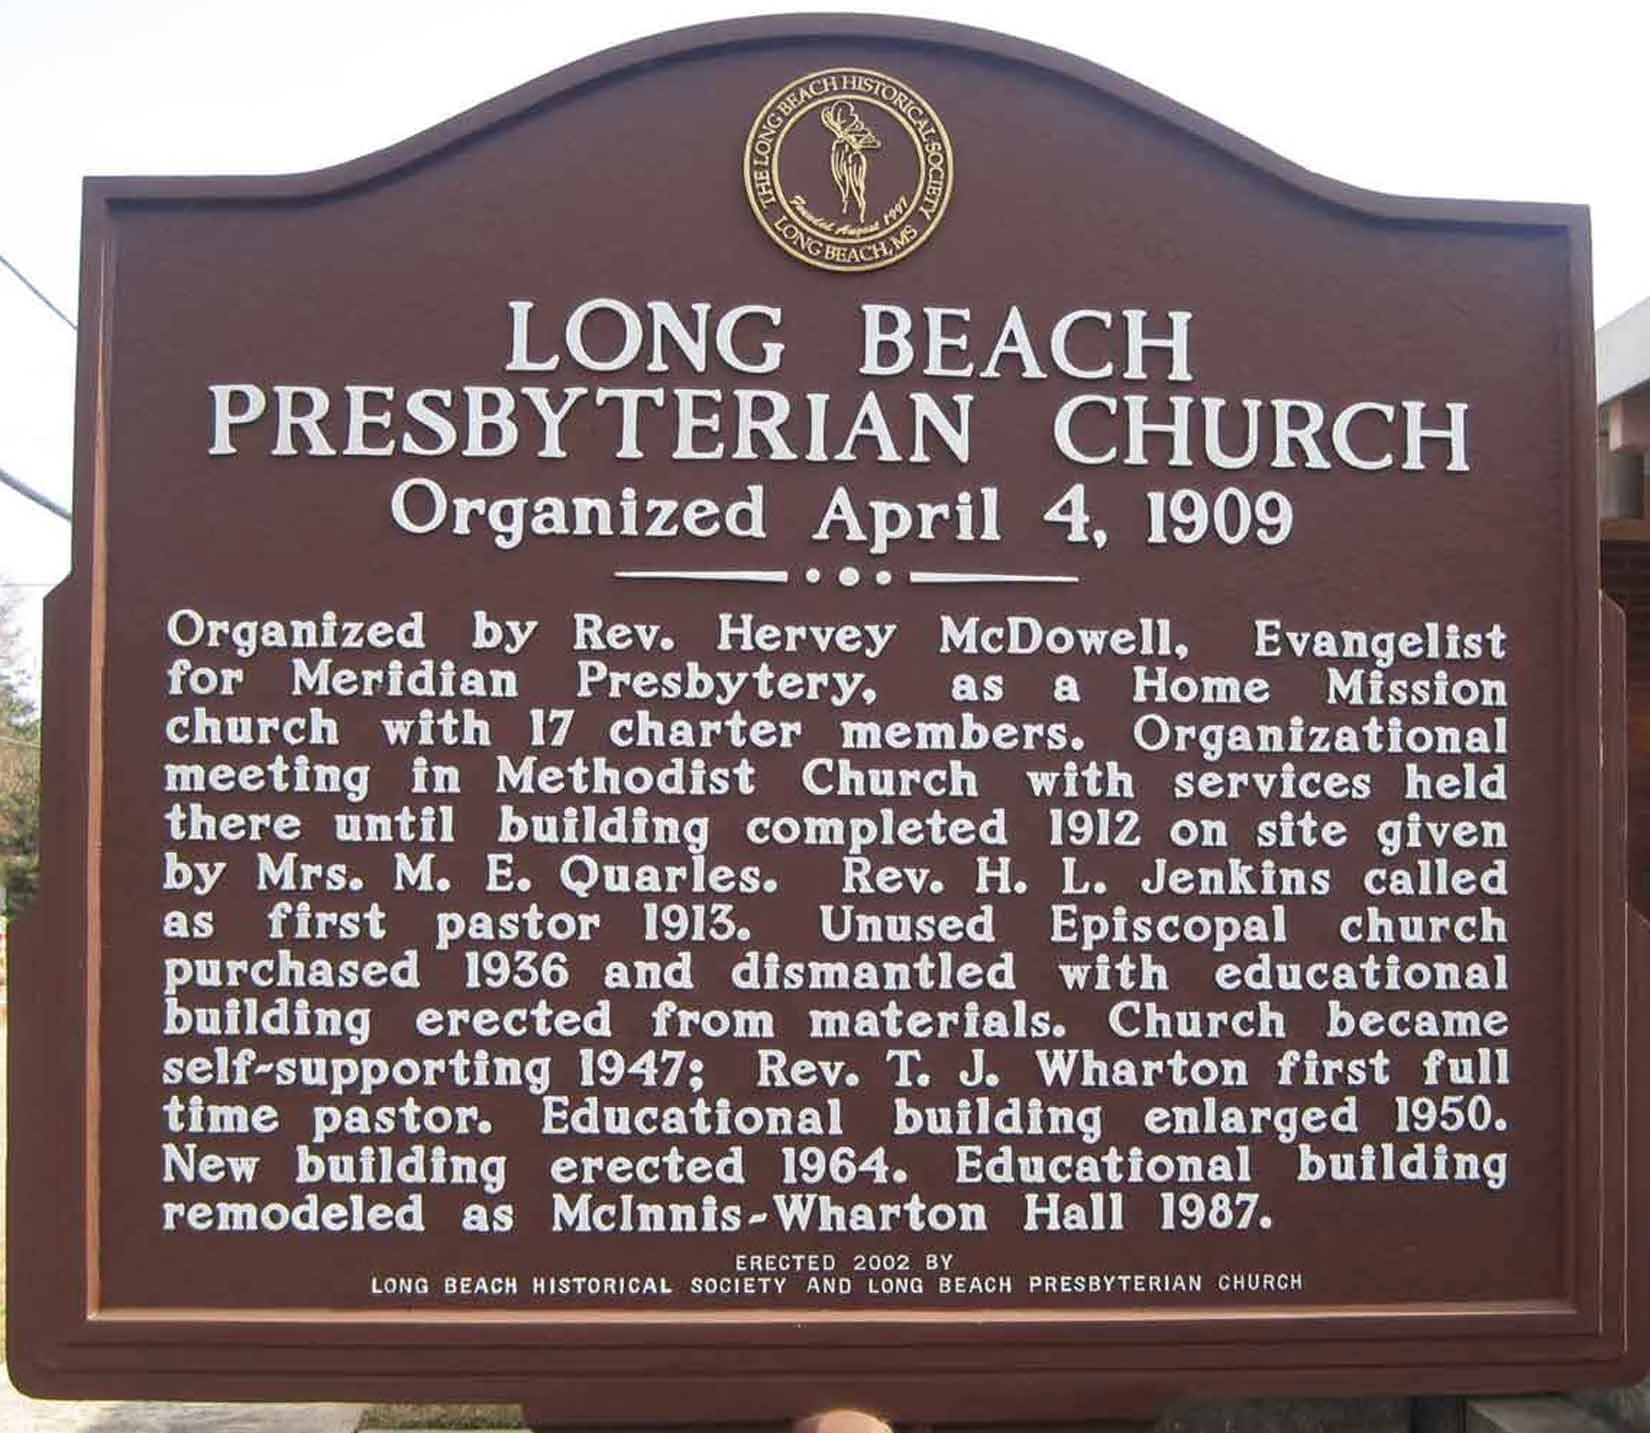 THE LONG BEACH HISTORICAL SOCIETY
Founded August 1997
LONG BEACH, MS
LONG BEACH
PRESBYTERIAN CHURCH
Organized April 4, 1909
Organized by Rev. Hervey McDowell, Evangelist
for Meridian Presbytery, as a Home Mission
church with 17 charter members. Organizational
meeting in Methodist Church with services held
there until building completed 1912 on site given
by Mrs. M. E. Quarles. Rev. H. L. Jenkins called
as first pastor 1913. Unused Episcopal church
purchased 1936 and dismantled with educational
building erected from materials. Church became
self-supporting 1947; Rev. T. J. Wharton first full
time pastor. Educational building enlarged 1950.
New building erected 1964. Educational building
remodeled as McInnis-Wharton Hall 1987.
ERECTED 2002 BY
LONG BEACH HISTORICAL SOCIETY AND LONG BEACH PRESBYTERIAN CHURCH